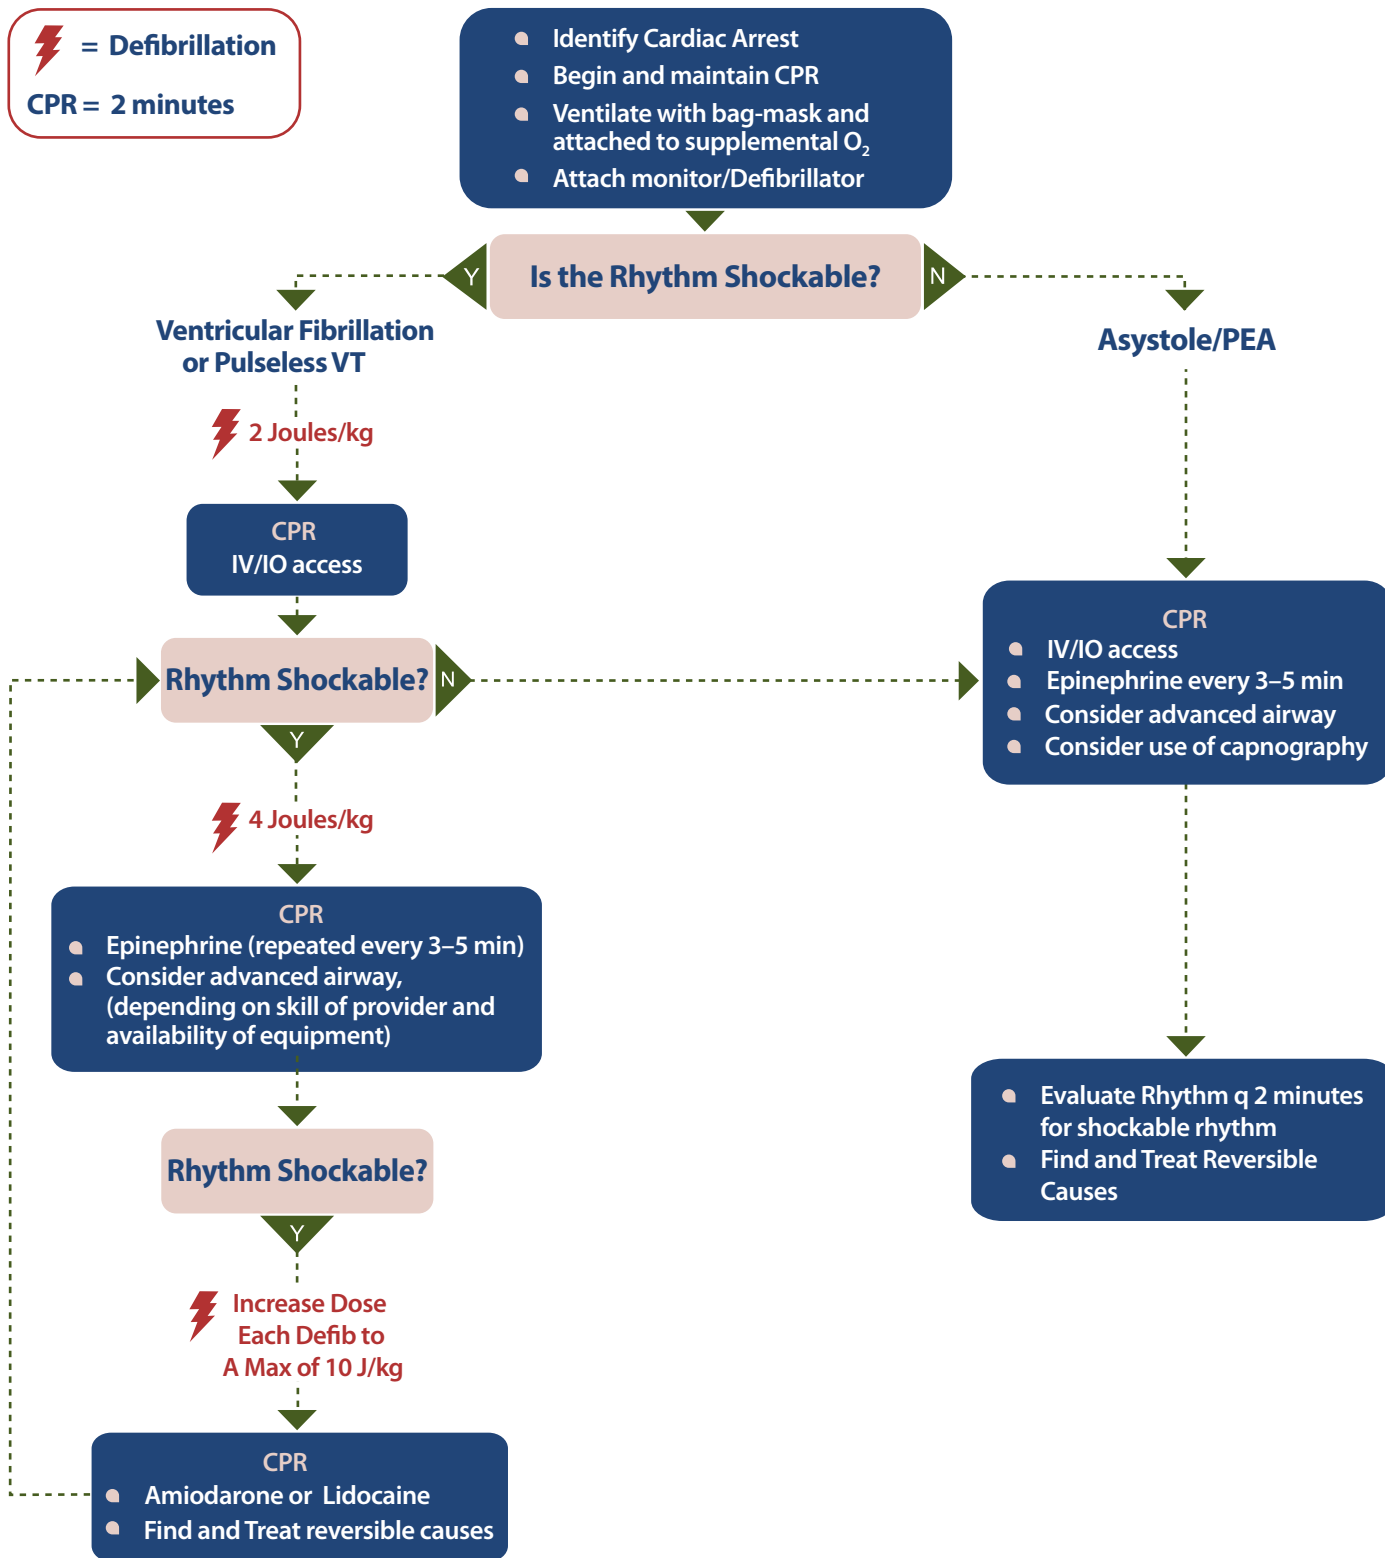 = Defibrillation
CPR = 2 minutes
Identify Cardiac Arrest
Begin and maintain CPR
Ventilate with bag-mask and
attached to supplemental O₂
Attach monitor/Defibrillator
Y
Is the Rhythm Shockable?
N
Ventricular Fibrillation
or Pulseless VT
Asystole/PEA
2 Joules/kg
CPR
IV/IO access
Rhythm Shockable?
N
Y
CPR
IV/IO access
Epinephrine every 3–5 min
Consider advanced airway
Consider use of capnography
4 Joules/kg
CPR
Epinephrine (repeated every 3–5 min)
Consider advanced airway,
(depending on skill of provider and
availability of equipment)
Rhythm Shockable?
Y
Evaluate Rhythm q 2 minutes
for shockable rhythm
Find and Treat Reversible
Causes
Increase Dose
Each Defib to
A Max of 10 J/kg
CPR
Amiodarone or Lidocaine
Find and Treat reversible causes